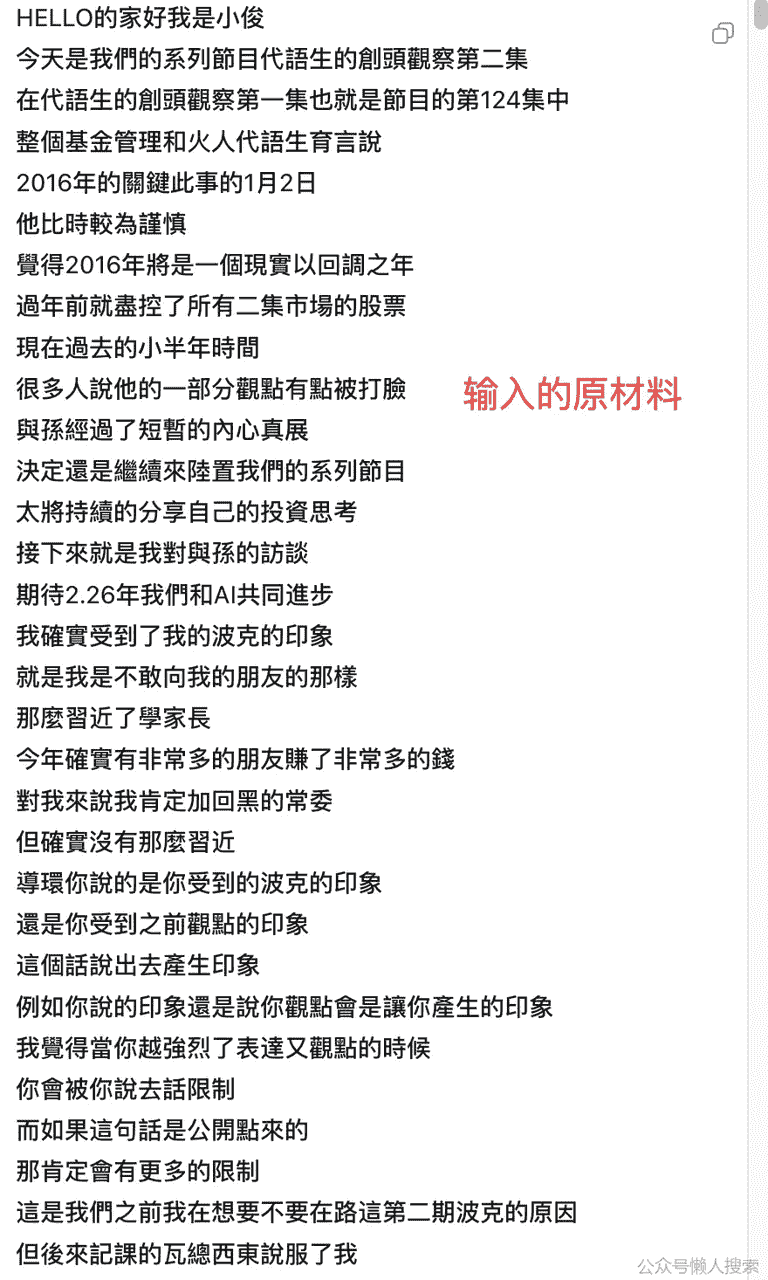 HELLO的家好我是小俊
今天是我們的系列節目代語生的創頭觀察第二集
在代語生的創頭觀察第一集也就是節目的第124集中
整個基金管理和火人代語生育言說
2016年的關鍵此事的1月2日
他比時較為謹慎
覺得2016年將是一個現實以回調之年
過年前就盡控了所有二集市場的股票
現在過去的小半年時間
很多人說他的一部分觀點有點被打臉
输入的原材料
與孫經過了短暫的內心真展
決定還是繼續來陸置我們的系列節目
太將持續的分享自己的投資思考
接下來就是我對與孫的訪談
期待2.26年我們和AI共同進步
我確實受到了我的波克的印象
就是我是不敢向我的朋友的那樣
那麼習近了學家長
今年確實有非常多的朋友賺了非常多的錢
對我來說我肯定加回黑的常委
但確實沒有那麼習近
導環你說的是你受到的波克的印象
還是你受到之前觀點的印象
這個話說出去產生印象
例如你說的印象還是說你觀點會是讓你產生的印象
我覺得當你越強烈了表達又觀點的時候
你會被你說去話限制
而如果這句話是公開點來的
那肯定會有更多的限制
這是我們之前我在想要不要在路這第二期波克的原因
但後來記課的瓦總西東說服了我
公众号懒人搜索